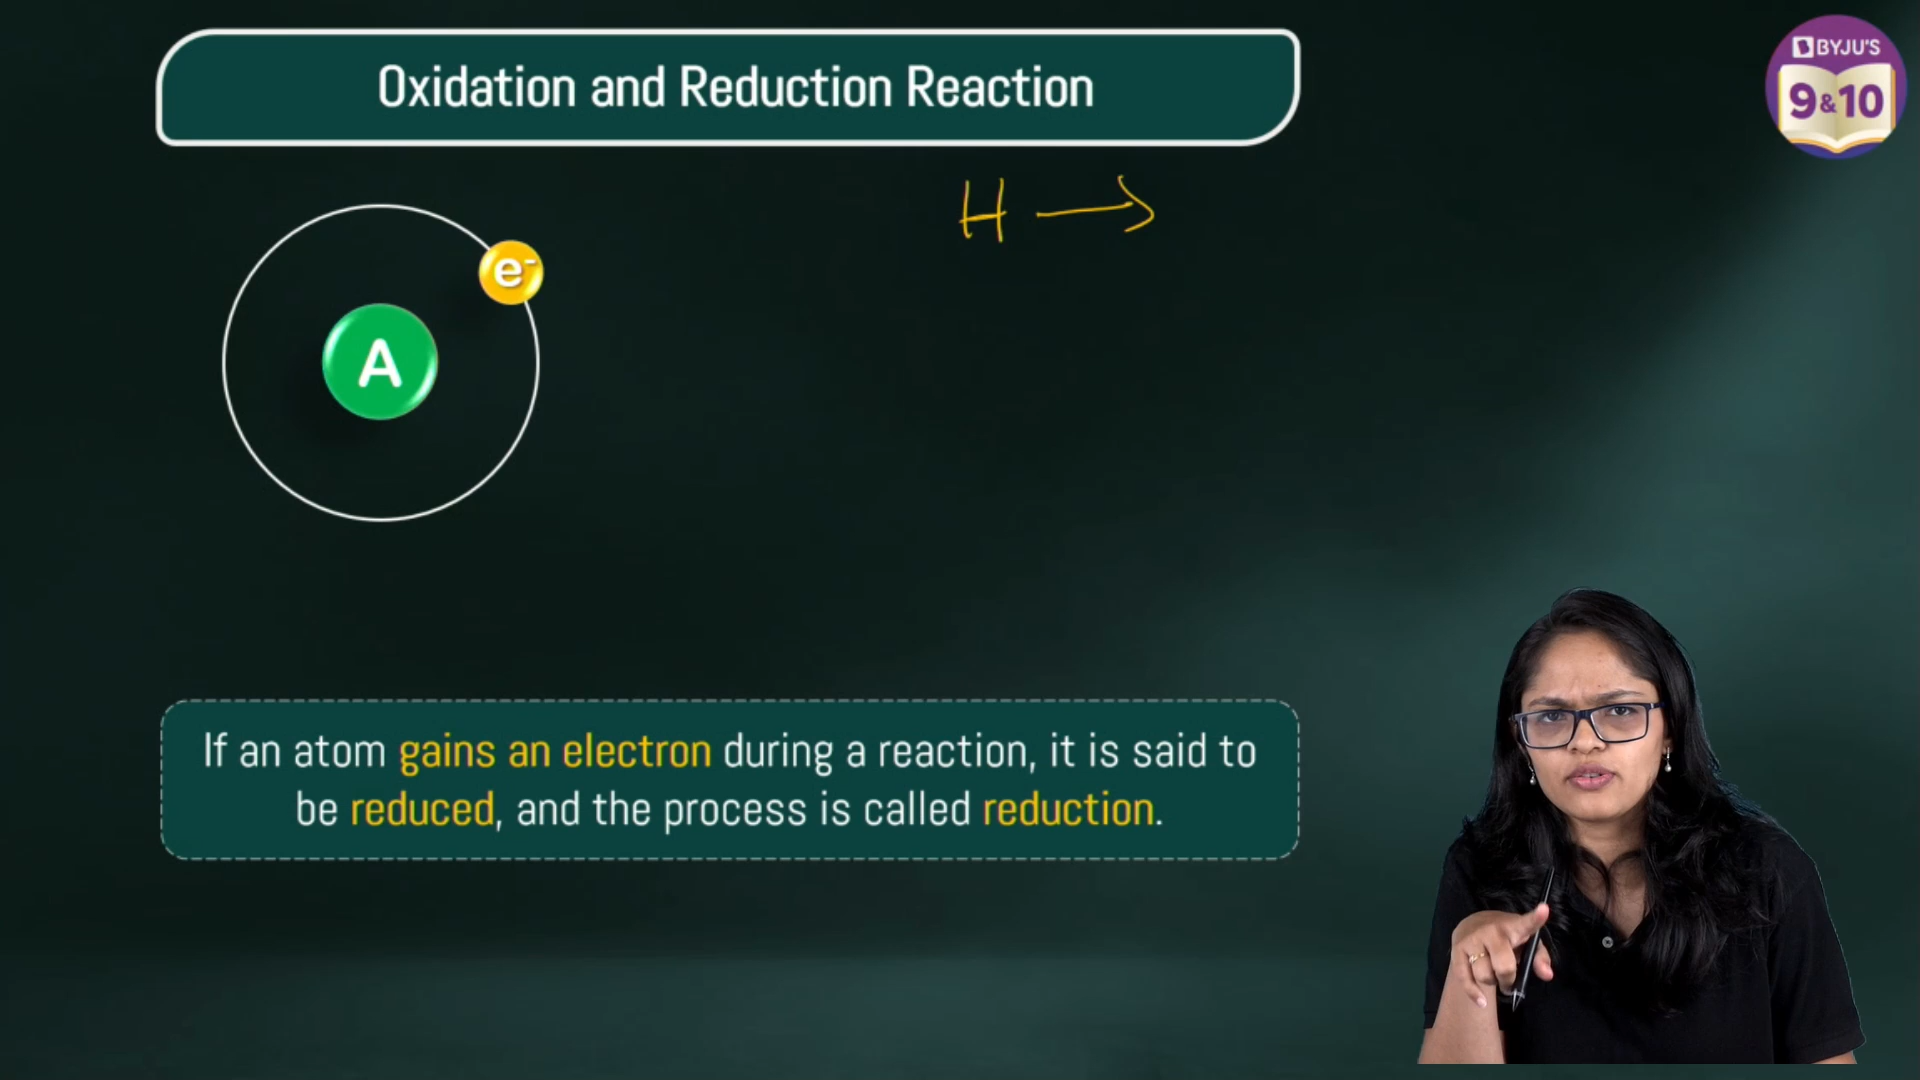 Oxidation and Reduction Reaction
BYJU'S
9&10
H →
e⁻
A
If an atom gains an electron during a reaction, it is said to
be reduced, and the process is called reduction.